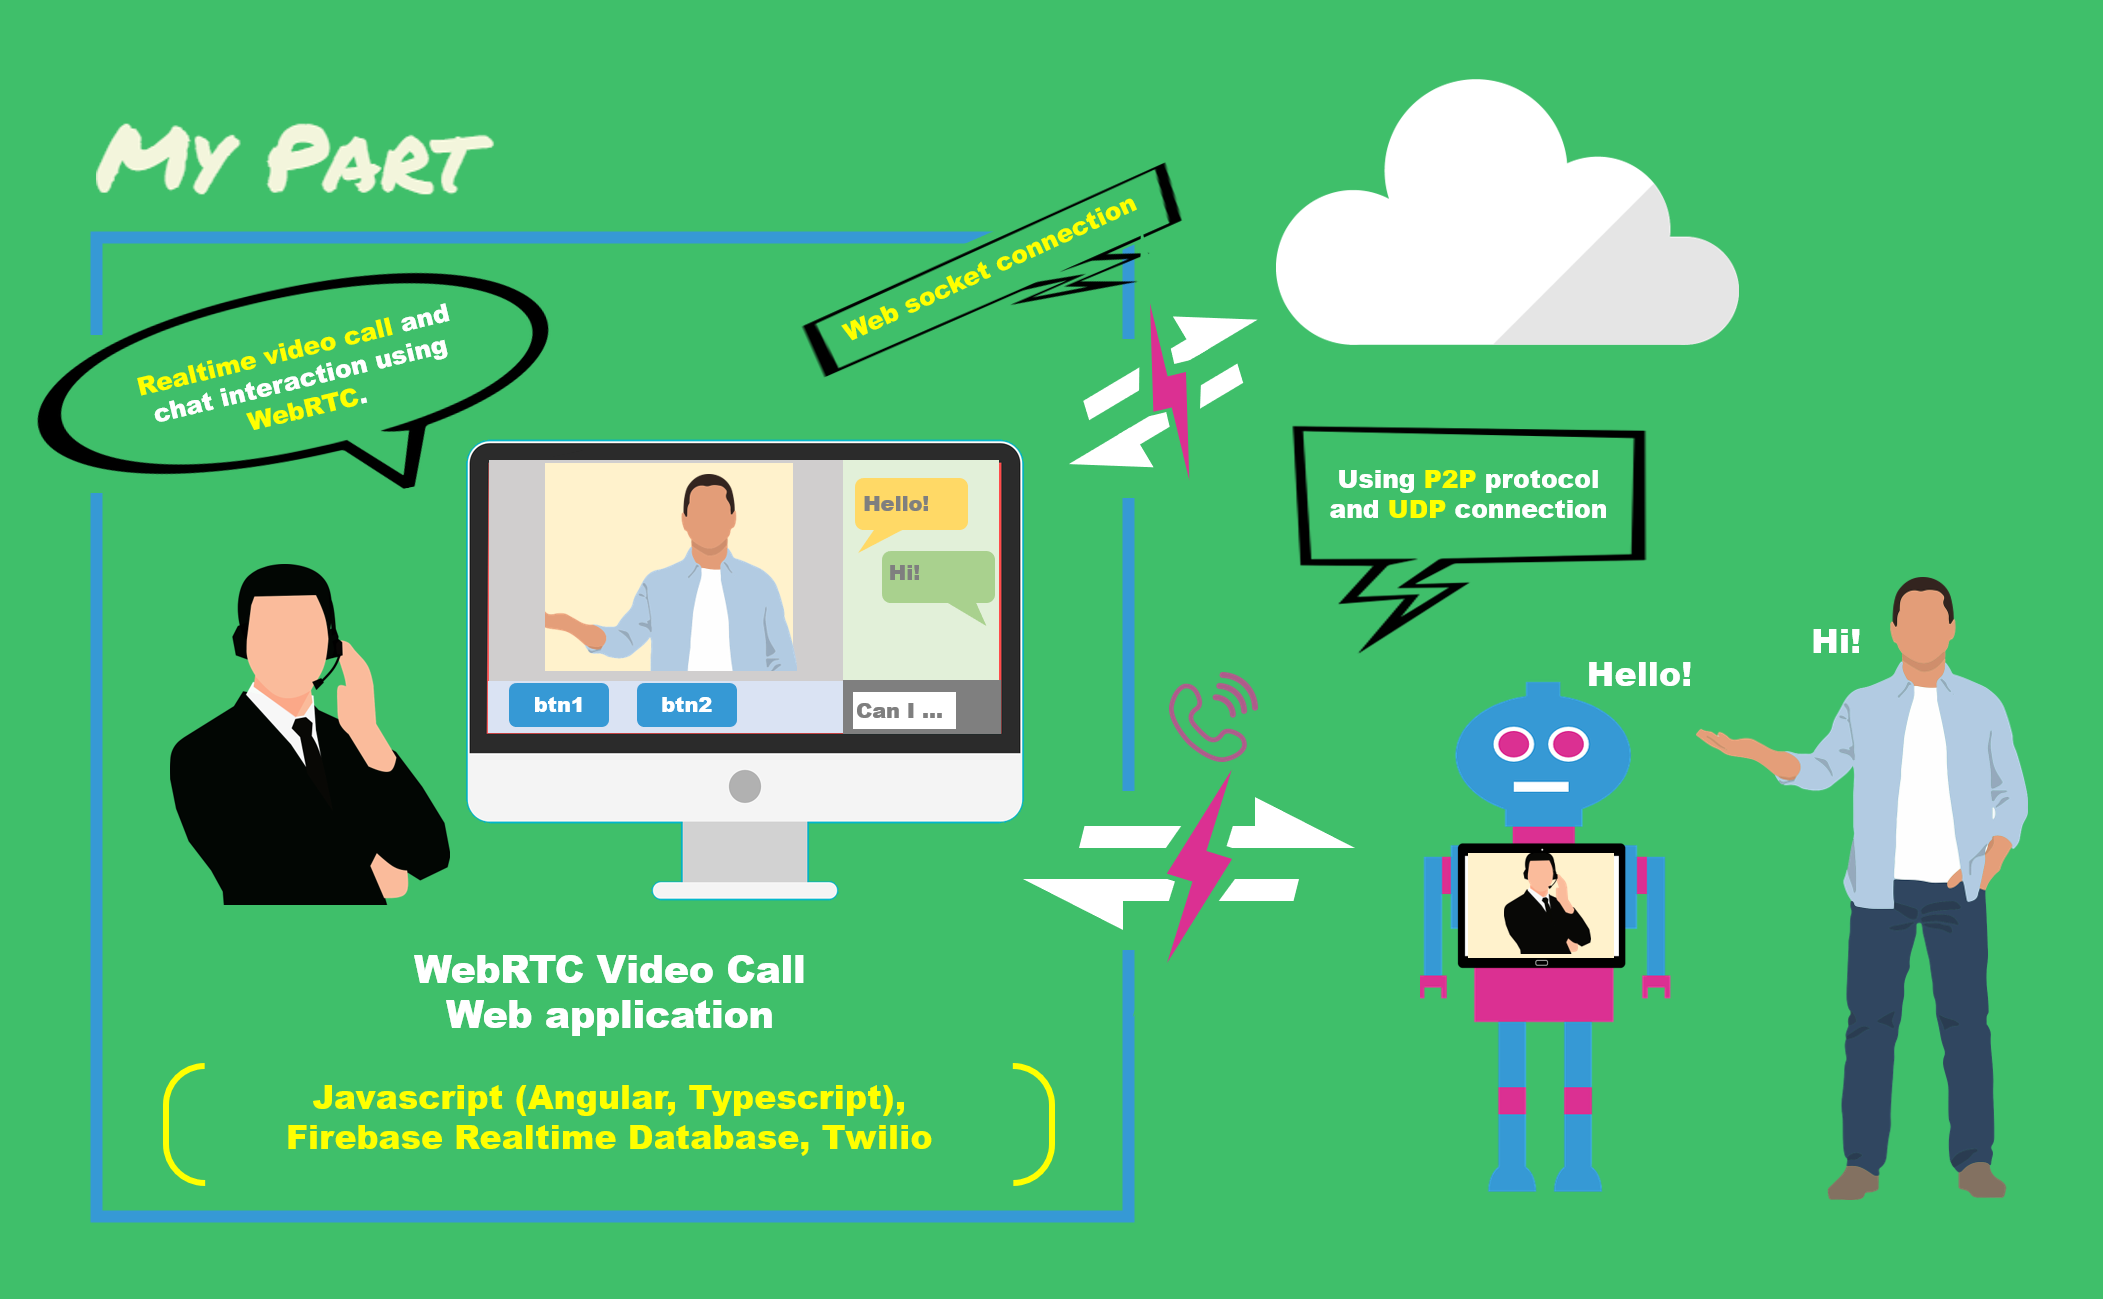 My Part
Web socket connection
Realtime video call and
chat interaction using
WebRTC.
Hello!
Hi!
btn1
btn2
Can I ...
Using P2P protocol
and UDP connection
Hello!
Hi!
WebRTC Video Call
Web application
Javascript (Angular, Typescript),
Firebase Realtime Database, Twilio